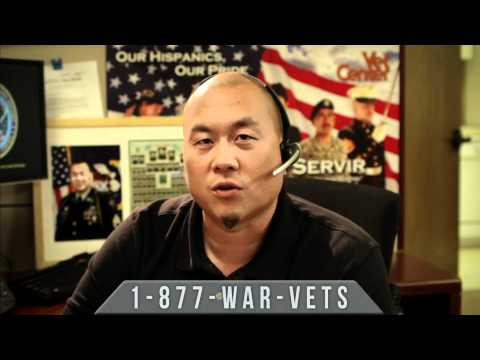 OUR HISPANICS,
OUR PRIDE
Vet
Center
SERVIR
1-877-WAR-VETS